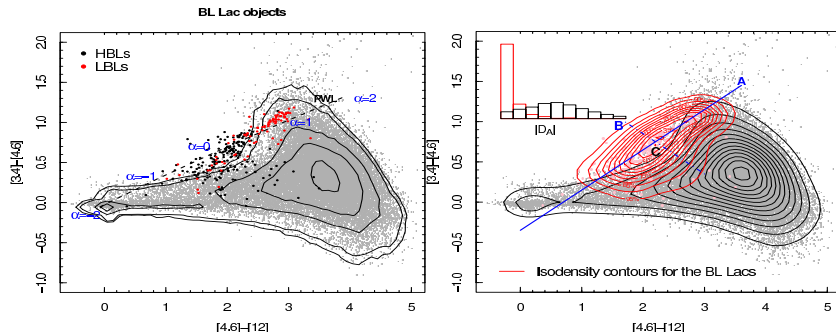 BL Lac objects
HBLs
LBLs
PWL
α=2
α=1
α=0
α=−1
α=−2
[3.4]−[4.6]
2.0
1.5
1.0
0.5
0.0
−0.5
−1.0
0 1 2 3 4 5
[4.6]−[12]
|D_A|
A
B
C
[3.4]−[4.6]
2.0
1.5
1.0
0.5
0.0
−0.5
−1.0
Isodensity contours for the BL Lacs
0 1 2 3 4 5
[4.6]−[12]